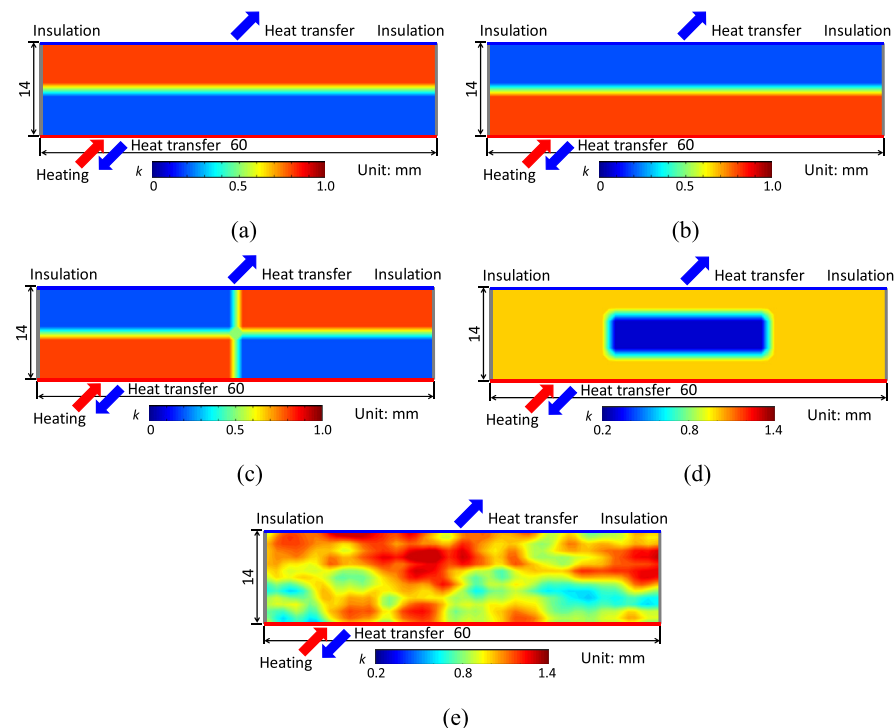 Insulation Heat transfer Insulation
14
Heat transfer 60
Heating k 0 0.5 1.0 Unit: mm
(a)
Insulation Heat transfer Insulation
14
Heat transfer 60
Heating k 0 0.5 1.0 Unit: mm
(b)
Insulation Heat transfer Insulation
14
Heat transfer 60
Heating k 0 0.5 1.0 Unit: mm
(c)
Insulation Heat transfer Insulation
14
Heat transfer 60
Heating k 0.2 0.8 1.4 Unit: mm
(d)
Insulation Heat transfer Insulation
14
Heat transfer 60
Heating k 0.2 0.8 1.4 Unit: mm
(e)